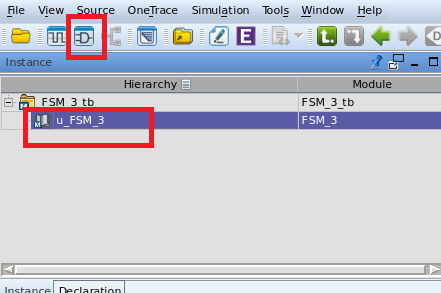 File View Source OneTrace Simulation Tools Window Help
E
Instance
Hierarchy Module
FSM_3_tb FSM_3_tb
u_FSM_3 FSM_3
Instance Declaration